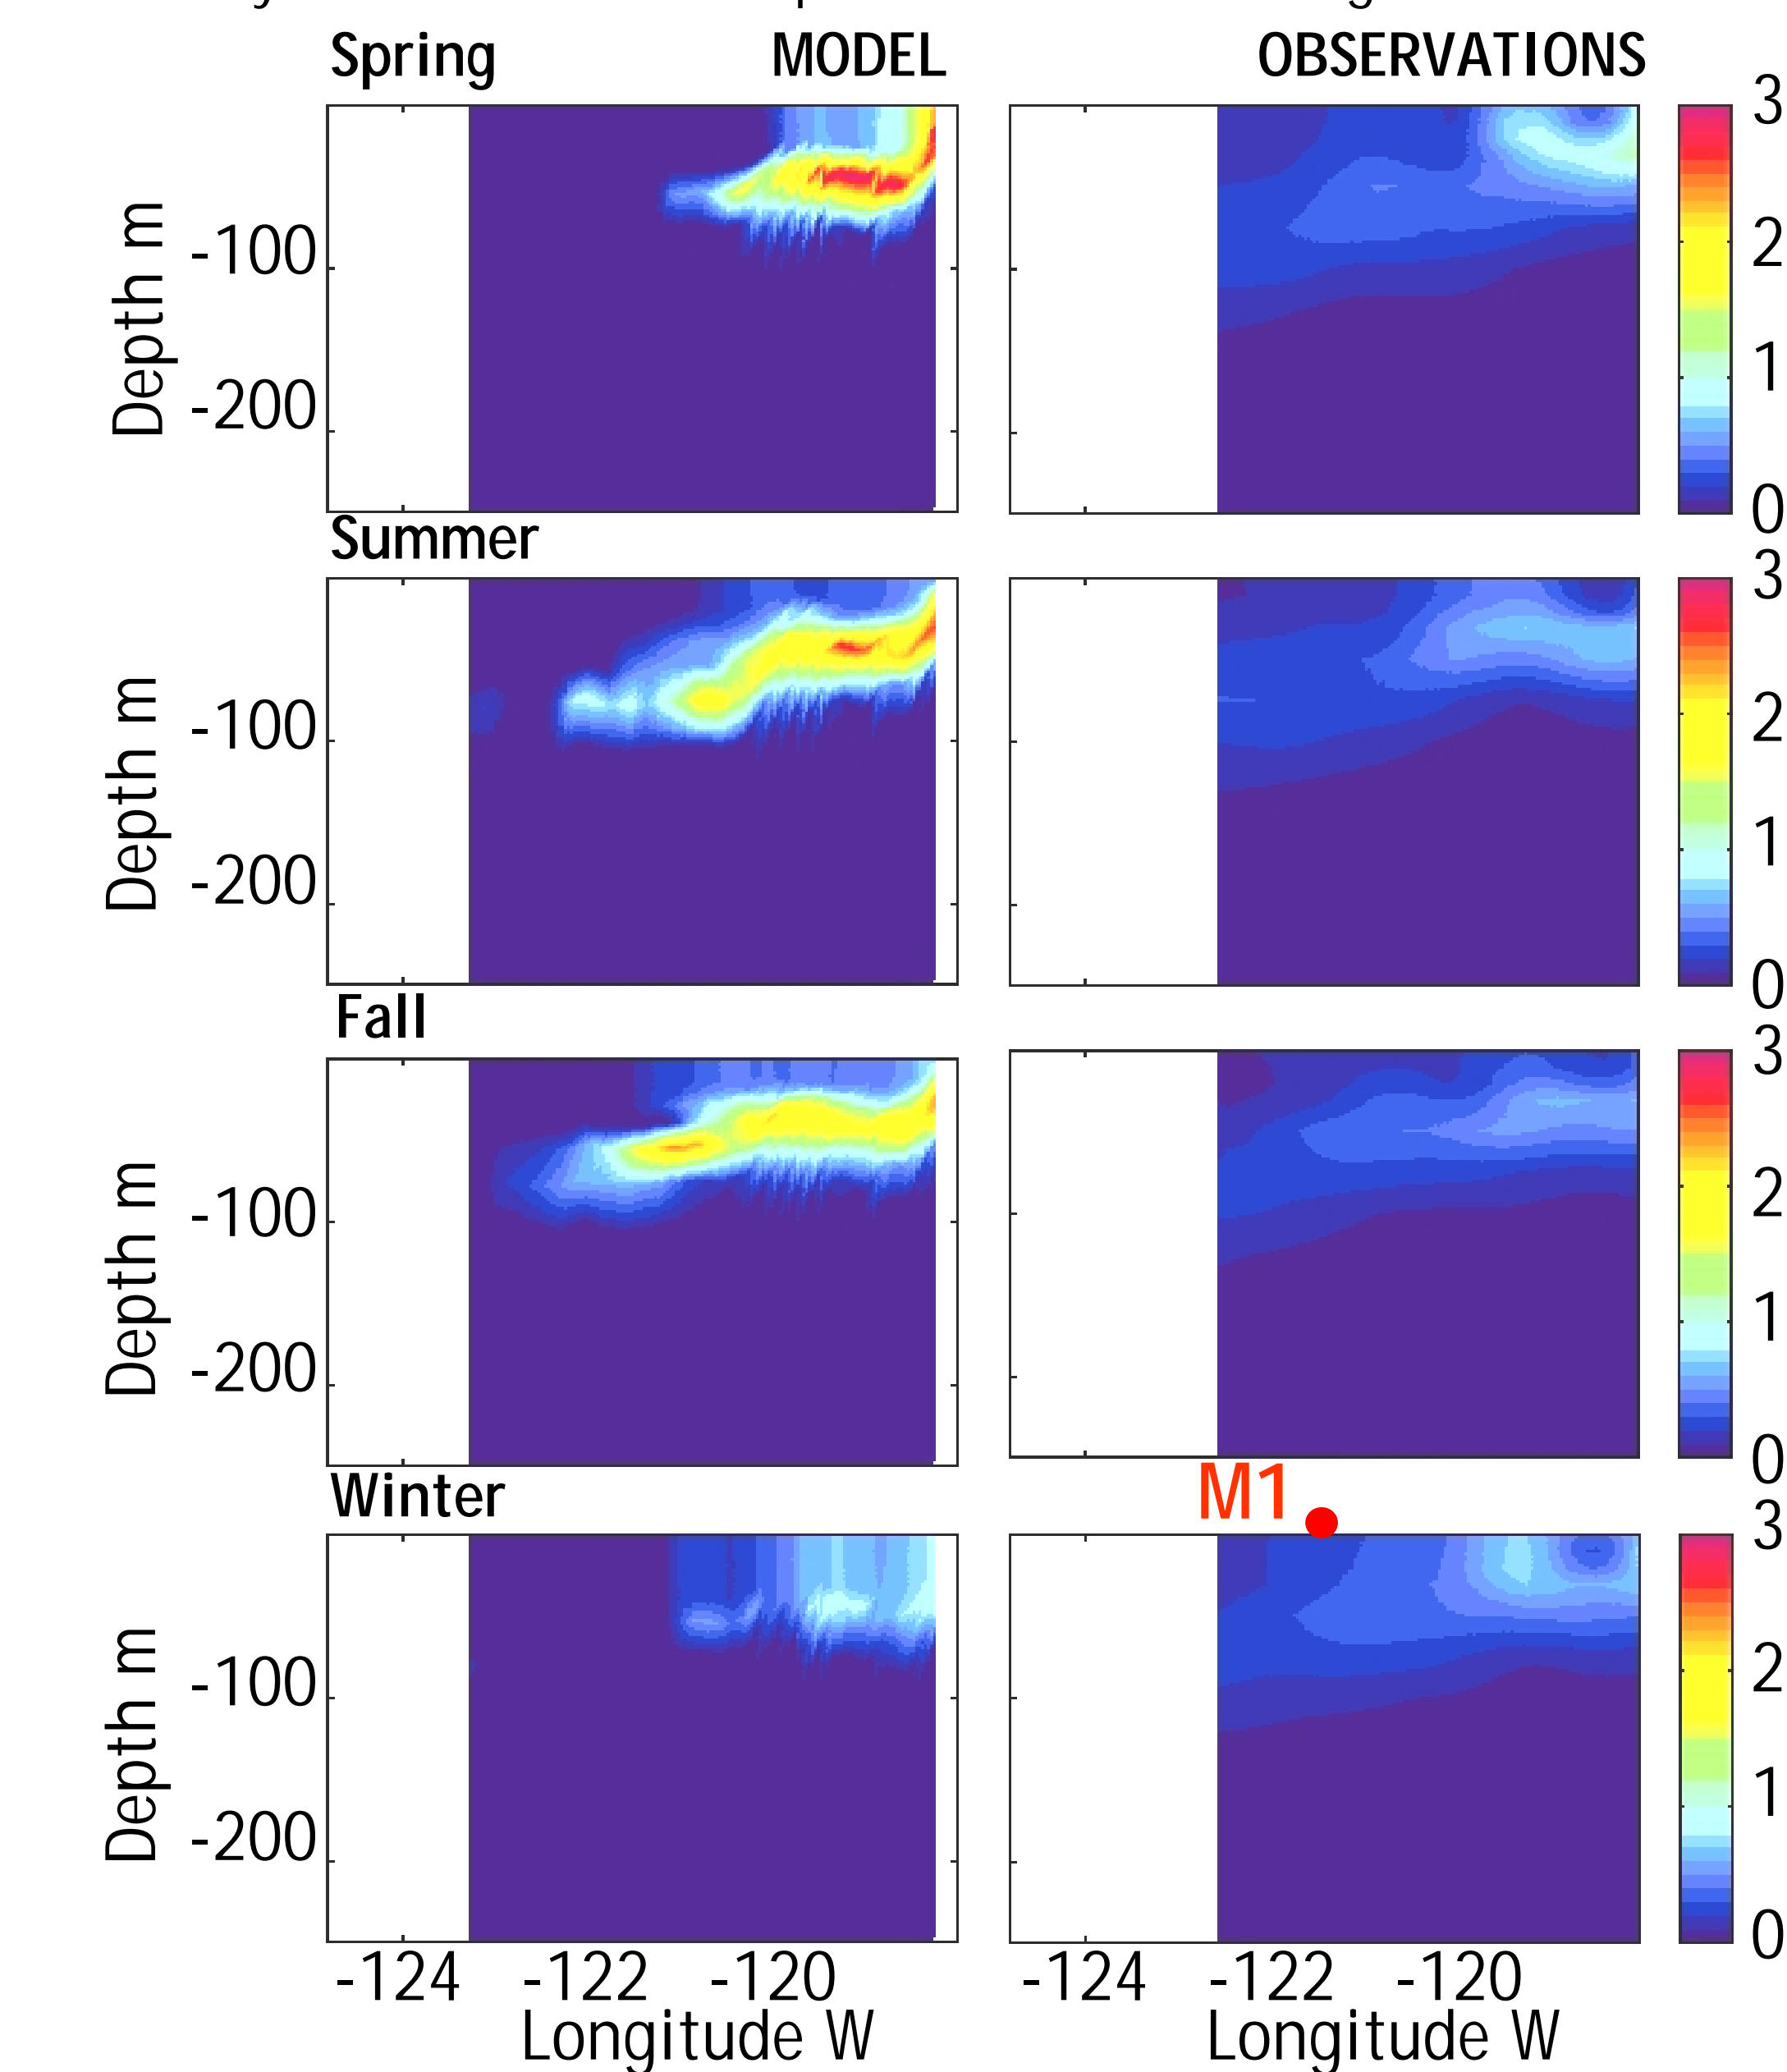 Spring MODEL OBSERVATIONS
3
Depth m -100 2
1
-200
0
Summer
3
Depth m -100 2
1
-200
0
Fall
3
Depth m -100 2
1
-200
0
Winter M1
3
Depth m -100 2
1
-200
0
-124 -122 -120 -124 -122 -120
Longitude W Longitude W